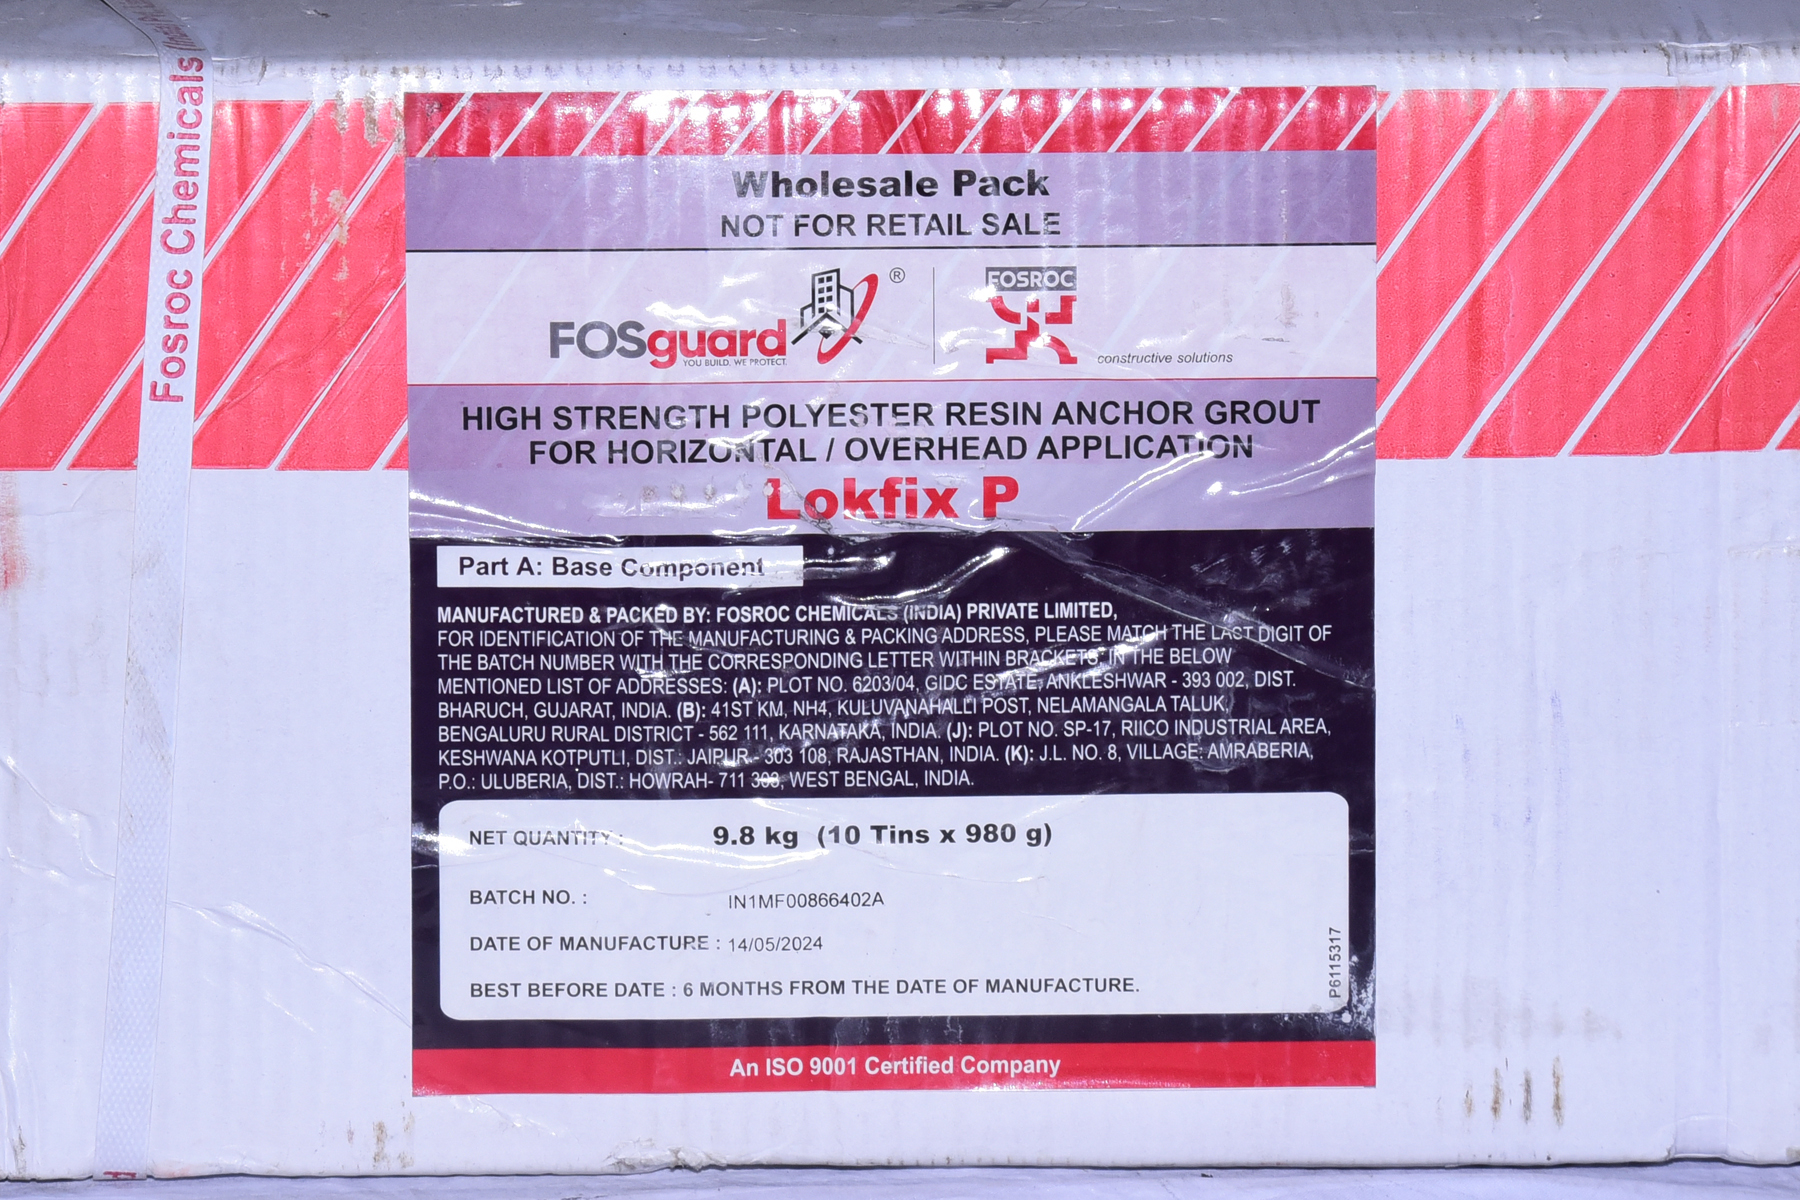 Fosroc Chemicals
Wholesale Pack
NOT FOR RETAIL SALE
FOSguard ®
YOU BUILD. WE PROTECT.
FOSROC
constructive solutions
HIGH STRENGTH POLYESTER RESIN ANCHOR GROUT
FOR HORIZONTAL / OVERHEAD APPLICATION
Lokfix P
Part A: Base Component
MANUFACTURED & PACKED BY: FOSROC CHEMICALS (INDIA) PRIVATE LIMITED,
FOR IDENTIFICATION OF THE MANUFACTURING & PACKING ADDRESS, PLEASE MATCH THE LAST DIGIT OF
THE BATCH NUMBER WITH THE CORRESPONDING LETTER WITHIN BRACKETS IN THE BELOW
MENTIONED LIST OF ADDRESSES: (A): PLOT NO. 6203/04, GIDC ESTATE, ANKLESHWAR - 393 002, DIST.
BHARUCH, GUJARAT, INDIA. (B): 41ST KM, NH4, KULUVANAHALLI POST, NELAMANGALA TALUK,
BENGALURU RURAL DISTRICT - 562 111, KARNATAKA, INDIA. (J): PLOT NO. SP-17, RIICO INDUSTRIAL AREA,
KESHWANA KOTPUTLI, DIST.: JAIPUR - 303 108, RAJASTHAN, INDIA. (K): J.L. NO. 8, VILLAGE: AMRABERIA,
P.O.: ULUBERIA, DIST.: HOWRAH- 711 303, WEST BENGAL, INDIA.
NET QUANTITY : 9.8 kg (10 Tins x 980 g)
BATCH NO. : IN1MF00866402A
DATE OF MANUFACTURE : 14/05/2024
BEST BEFORE DATE : 6 MONTHS FROM THE DATE OF MANUFACTURE.
P6115317
An ISO 9001 Certified Company